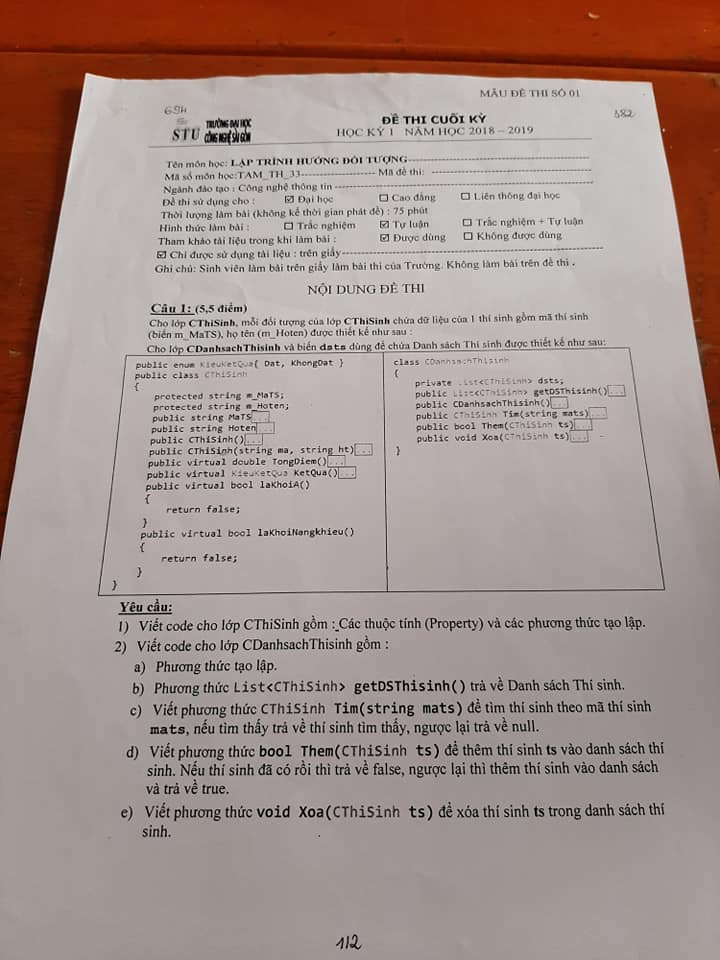 MẪU ĐỀ THI SỐ 01
382
STU TRƯỜNG ĐẠI HỌC
CÔNG NGHỆ SÀI GÒN
ĐỀ THI CUỐI KỲ
HỌC KỲ 1 NĂM HỌC 2018 – 2019
Tên môn học: LẬP TRÌNH HƯỚNG ĐỐI TƯỢNG
Mã số môn học:TAM_TH_33 Mã đề thi:
Ngành đào tạo : Công nghệ thông tin
Đề thi sử dụng cho : ☑ Đại học ☐ Cao đẳng ☐ Liên thông đại học
Thời lượng làm bài (không kể thời gian phát đề) : 75 phút
Hình thức làm bài : ☐ Trắc nghiệm ☑ Tự luận ☐ Trắc nghiệm + Tự luận
Tham khảo tài liệu trong khi làm bài : ☑ Được dùng ☐ Không được dùng
☑ Chỉ được sử dụng tài liệu : trên giấy
Ghi chú: Sinh viên làm bài trên giấy làm bài thi của Trường. Không làm bài trên đề thi .
NỘI DUNG ĐỀ THI
Câu 1: (5,5 điểm)
Cho lớp CThiSinh, mỗi đối tượng của lớp CThiSinh chứa dữ liệu của 1 thí sinh gồm mã thí sinh
(biến m_MaTS), họ tên (m_Hoten) được thiết kế như sau :
Cho lớp CDanhsachThisinh và biến dsts dùng để chứa Danh sách Thí sinh được thiết kế như sau:
public enum KieuKetQua{ Dat, KhongDat }
public class CThiSinh
{
protected string m_MaTS;
protected string m_Hoten;
public string MaTS...
public string Hoten...
public CThiSinh()...
public CThiSinh(string ma, string ht)...
public virtual double TongDiem()...
public virtual KieuKetQua KetQua()...
public virtual bool laKhoiA()
{
return false;
}
public virtual bool laKhoiNangkhieu()
{
return false;
}
}
class CDanhsachThisinh
{
private List<CThiSinh> dsts;
public List<CThiSinh> getDSThisinh()...
public CDanhsachThisinh()...
public CThiSinh Tim(string mats)...
public bool Them(CThiSinh ts)...
public void Xoa(CThiSinh ts)...
}
Yêu cầu:
1) Viết code cho lớp CThiSinh gồm : Các thuộc tính (Property) và các phương thức tạo lập.
2) Viết code cho lớp CDanhsachThisinh gồm :
a) Phương thức tạo lập.
b) Phương thức List<CThiSinh> getDSThisinh() trả về Danh sách Thí sinh.
c) Viết phương thức CThiSinh Tim(string mats) để tìm thí sinh theo mã thí sinh
mats, nếu tìm thấy trả về thí sinh tìm thấy, ngược lại trả về null.
d) Viết phương thức bool Them(CThiSinh ts) để thêm thí sinh ts vào danh sách thí
sinh. Nếu thí sinh đã có rồi thì trả về false, ngược lại thì thêm thí sinh vào danh sách
và trả về true.
e) Viết phương thức void Xoa(CThiSinh ts) để xóa thí sinh ts trong danh sách thí
sinh.
1/2